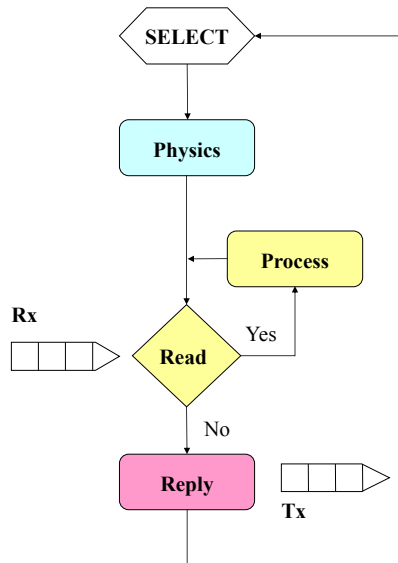 SELECT
Physics
Process
Rx
Yes
Read
No
Reply
Tx